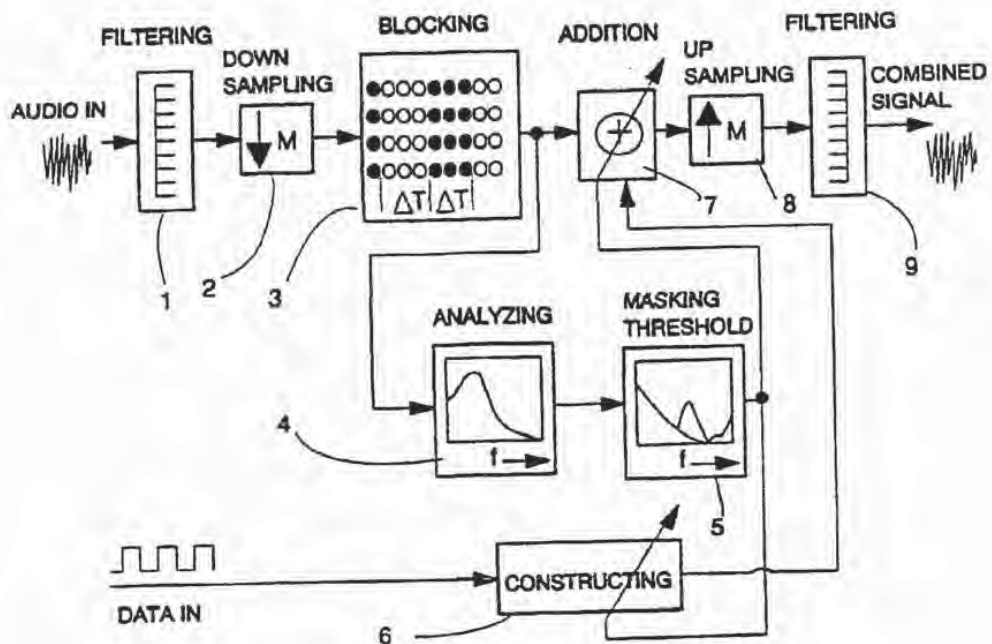 FILTERING
DOWN
SAMPLING
BLOCKING
ADDITION
UP
SAMPLING
FILTERING
AUDIO IN
M
ΔT ΔT
M
COMBINED
SIGNAL
1
2
3
7
8
9
ANALYZING
MASKING
THRESHOLD
4
f
f
5
DATA IN
CONSTRUCTING
6